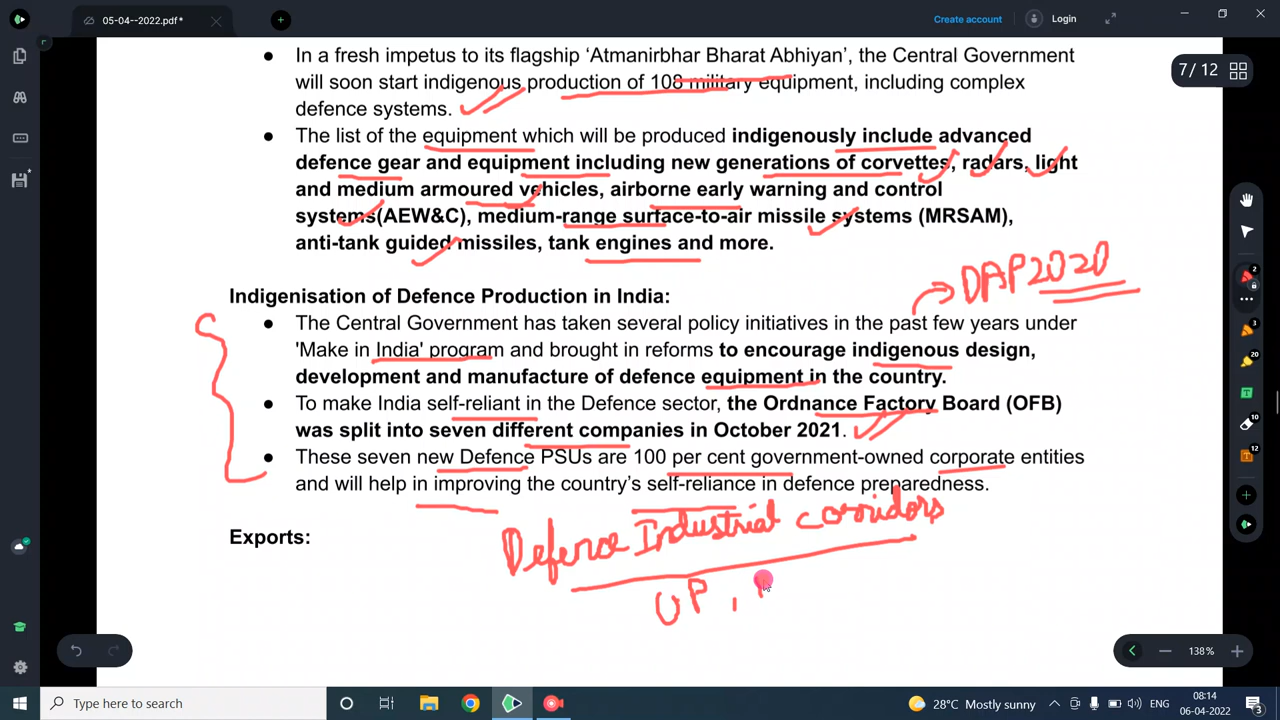 05-04--2022.pdf*
Create account
Login
7 / 12
• In a fresh impetus to its flagship ‘Atmanirbhar Bharat Abhiyan’, the Central Government
will soon start indigenous production of 108 military equipment, including complex
defence systems.
• The list of the equipment which will be produced indigenously include advanced
defence gear and equipment including new generations of corvettes, radars, light
and medium armoured vehicles, airborne early warning and control
systems(AEW&C), medium-range surface-to-air missile systems (MRSAM),
anti-tank guided missiles, tank engines and more.
DAP2020
Indigenisation of Defence Production in India:
• The Central Government has taken several policy initiatives in the past few years under
'Make in India' program and brought in reforms to encourage indigenous design,
development and manufacture of defence equipment in the country.
• To make India self-reliant in the Defence sector, the Ordnance Factory Board (OFB)
was split into seven different companies in October 2021.
• These seven new Defence PSUs are 100 per cent government-owned corporate entities
and will help in improving the country’s self-reliance in defence preparedness.
Defence Industrial corridors
Exports:
UP,
2
3
20
10
12
138%
Type here to search
28°C Mostly sunny
ENG
08:14
06-04-2022
3